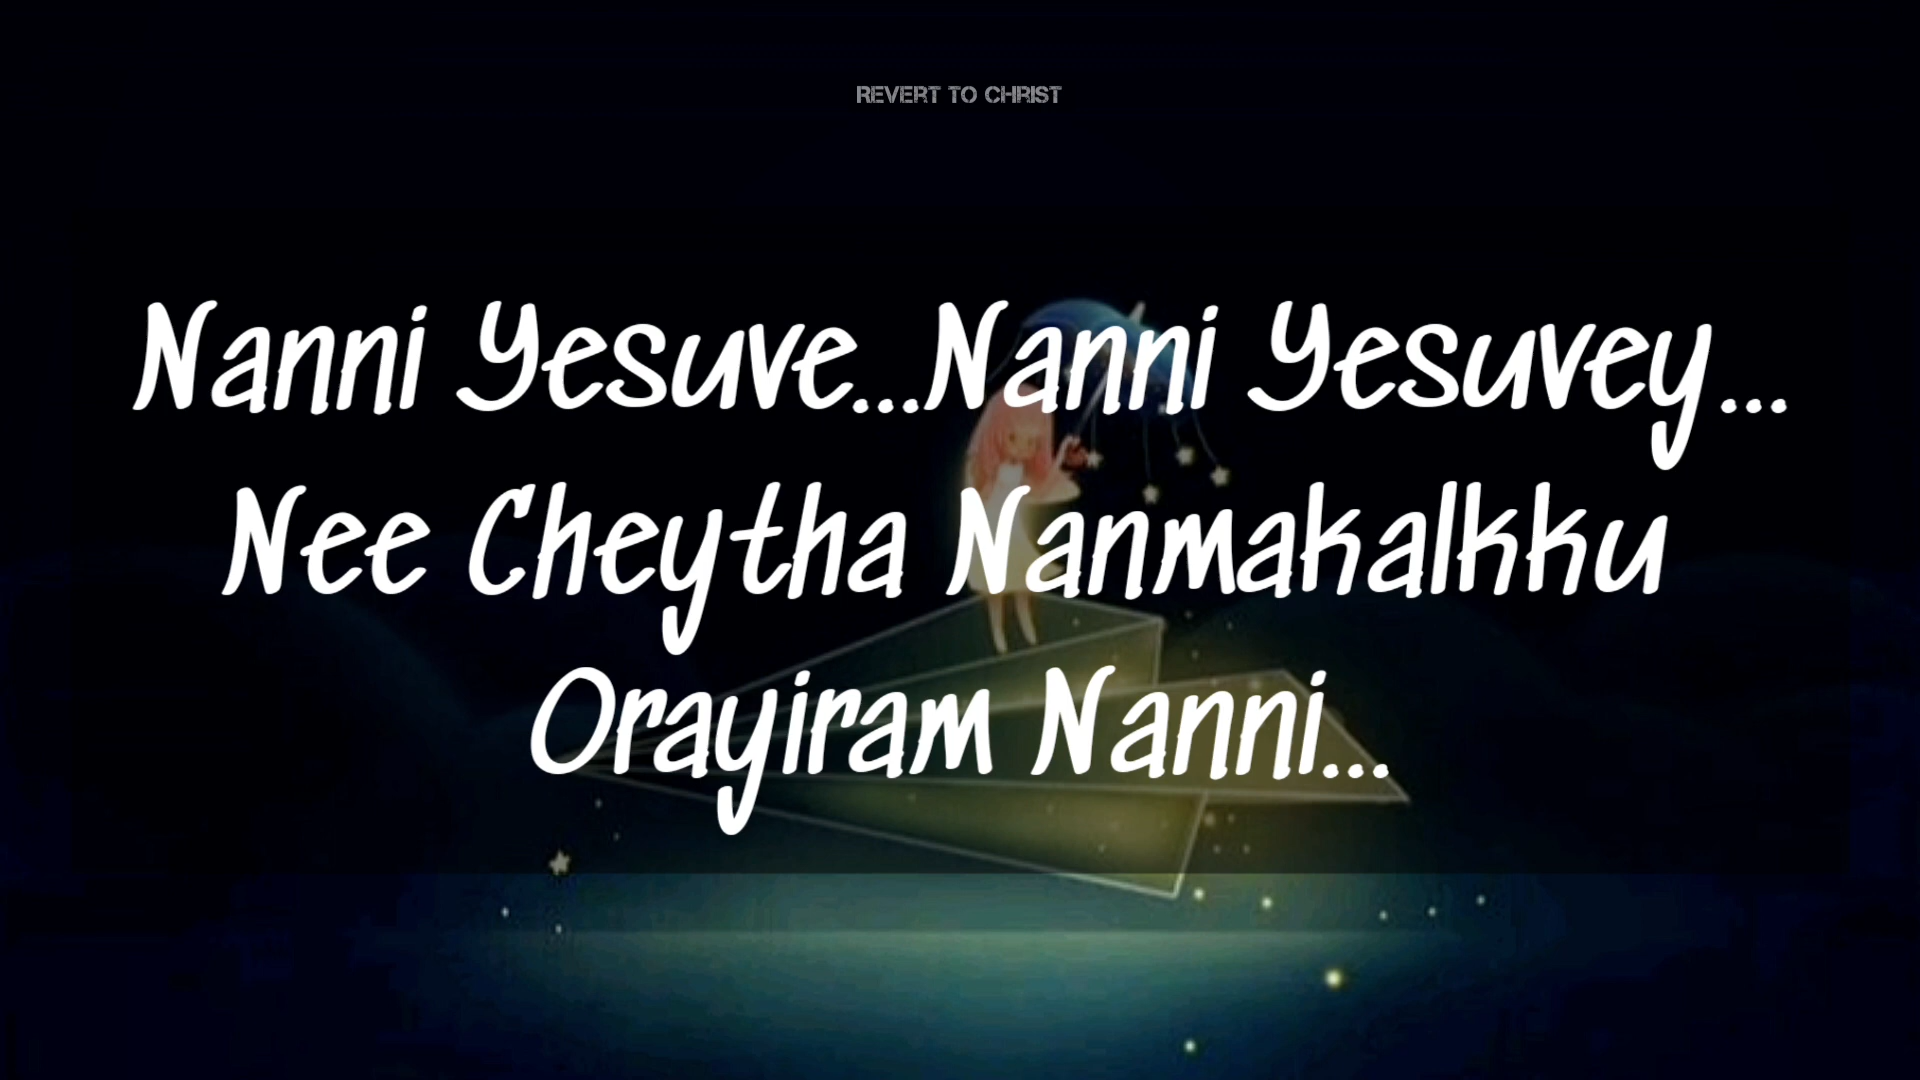 REVERT TO CHRIST
Nanni Yesuve...Nanni Yesuvey...
Nee Cheytha Nanmakalkku
Orayiram Nanni...